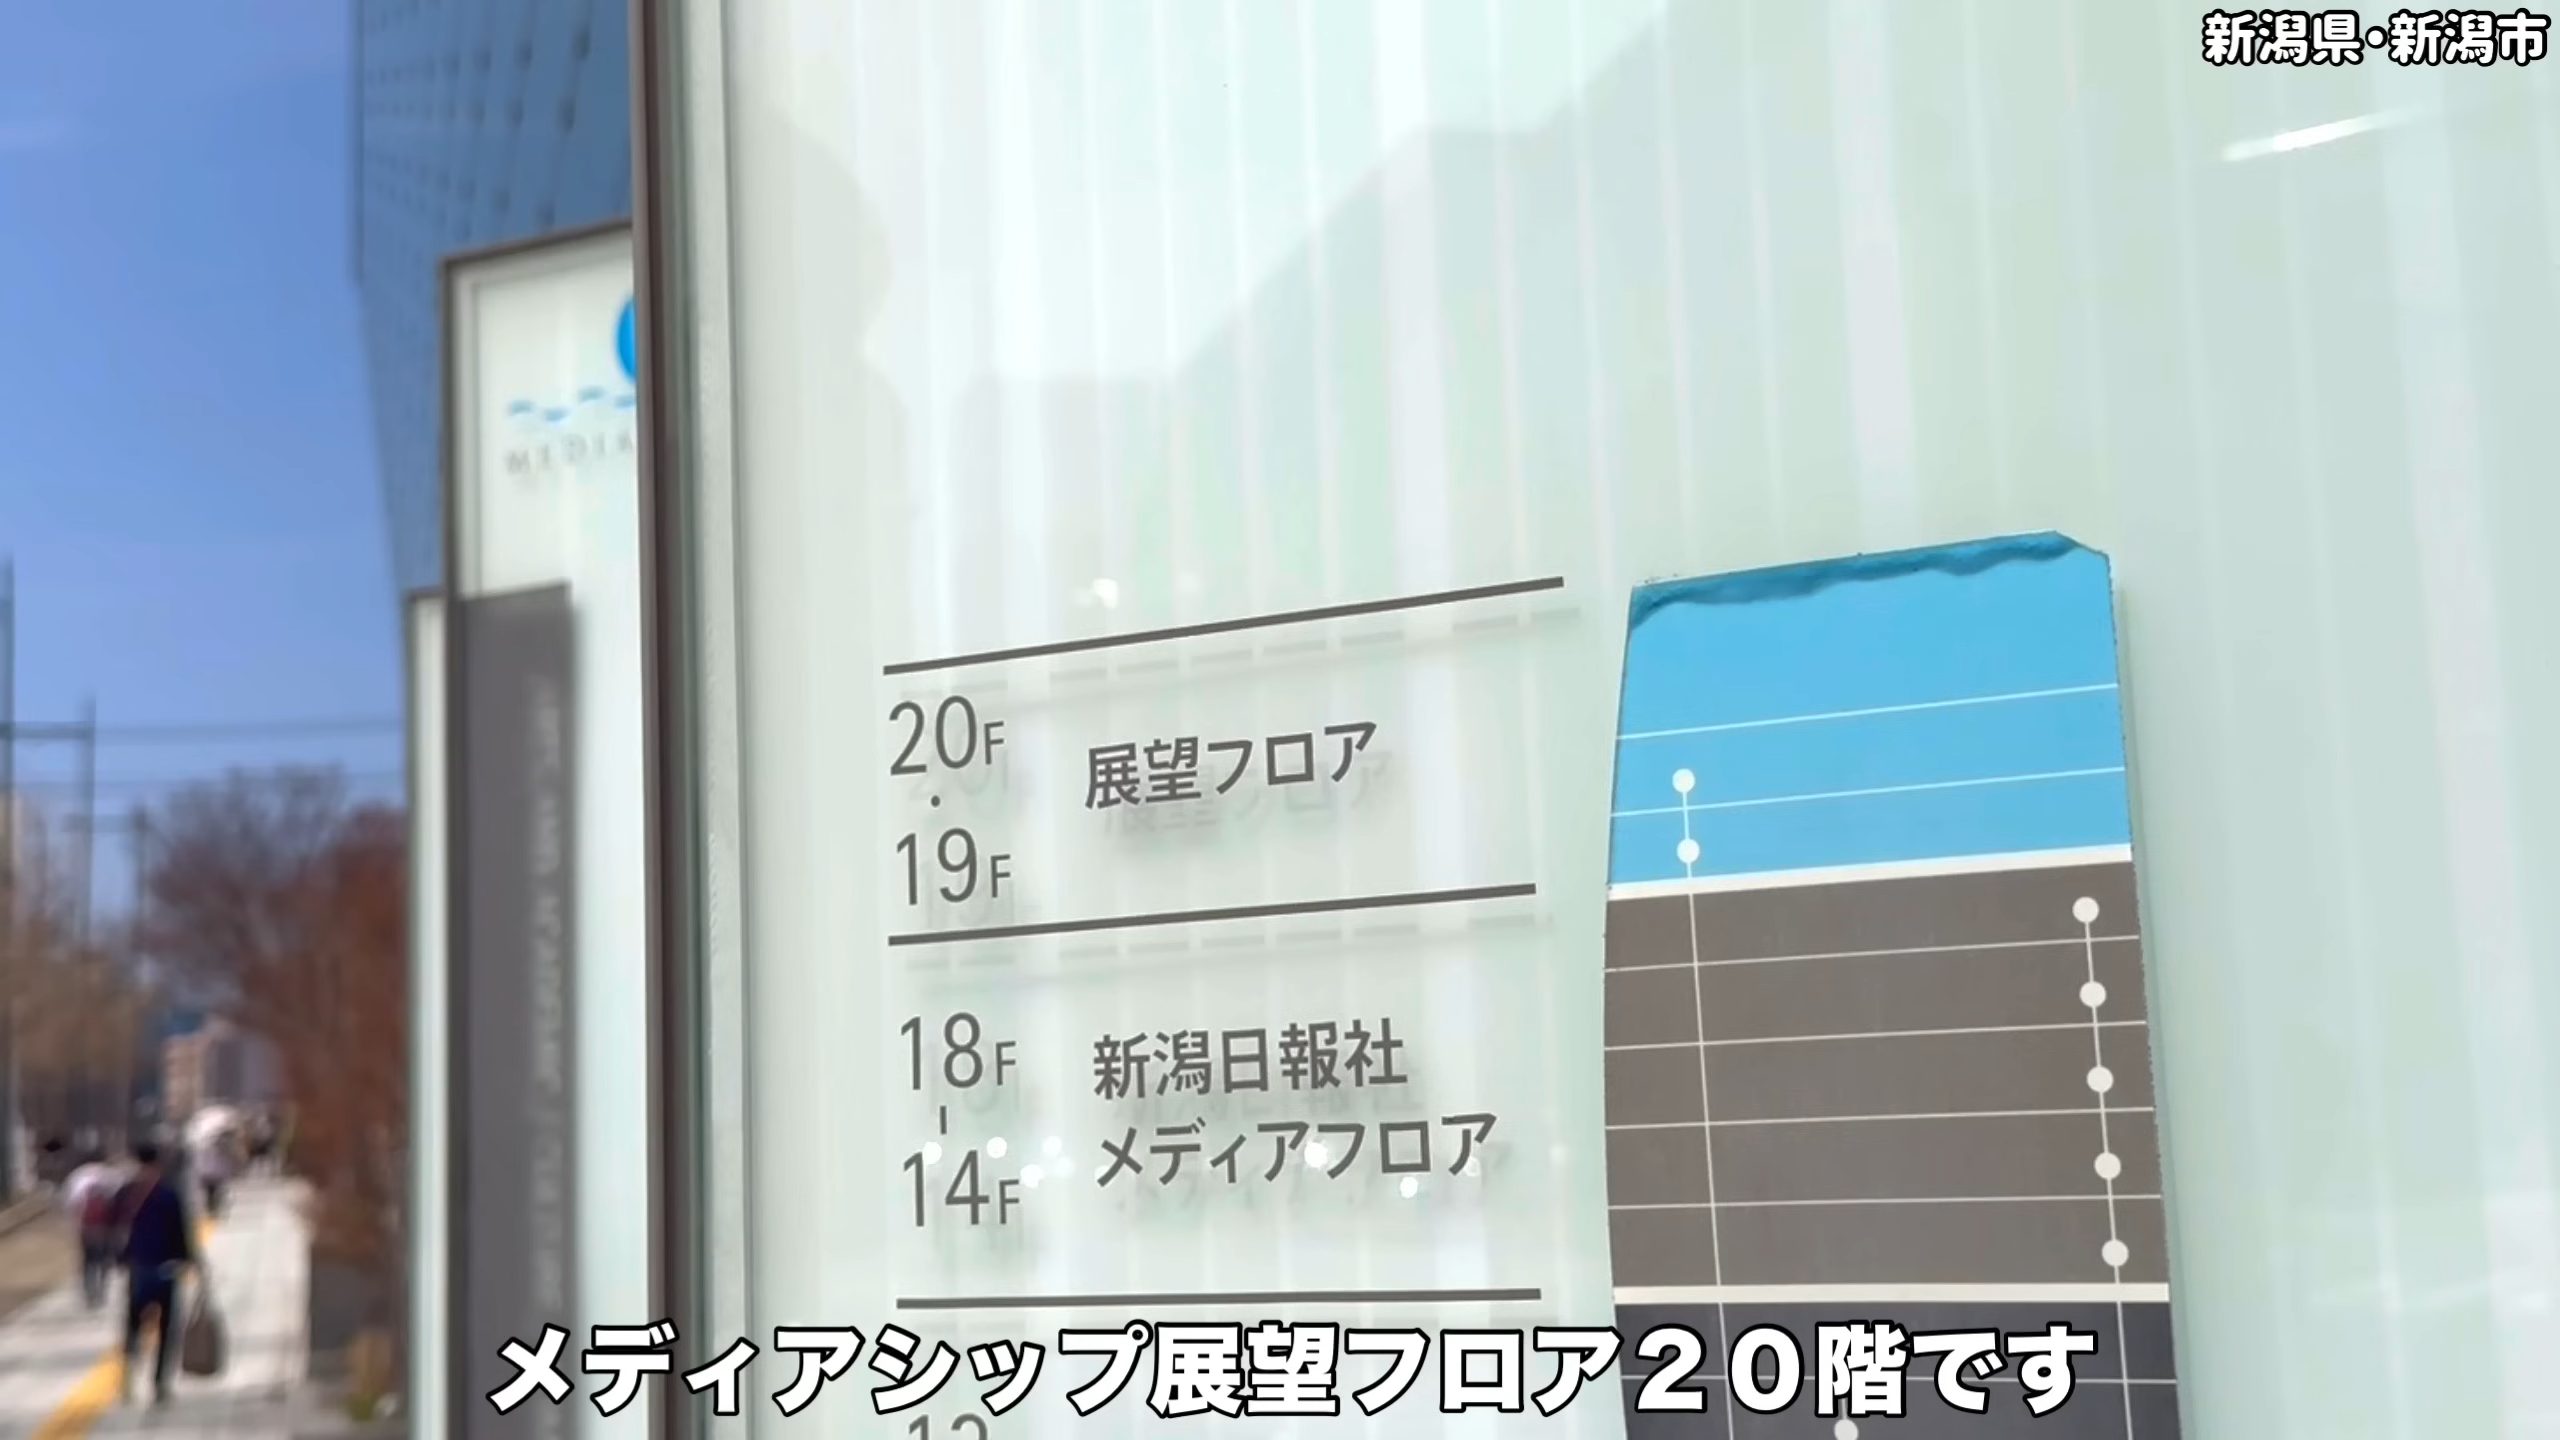 新潟県・新潟市
MEDIA
20F
・
19F
展望フロア
18F
-
14F
新潟日報社
メディアフロア
メディアシップ展望フロア２０階です